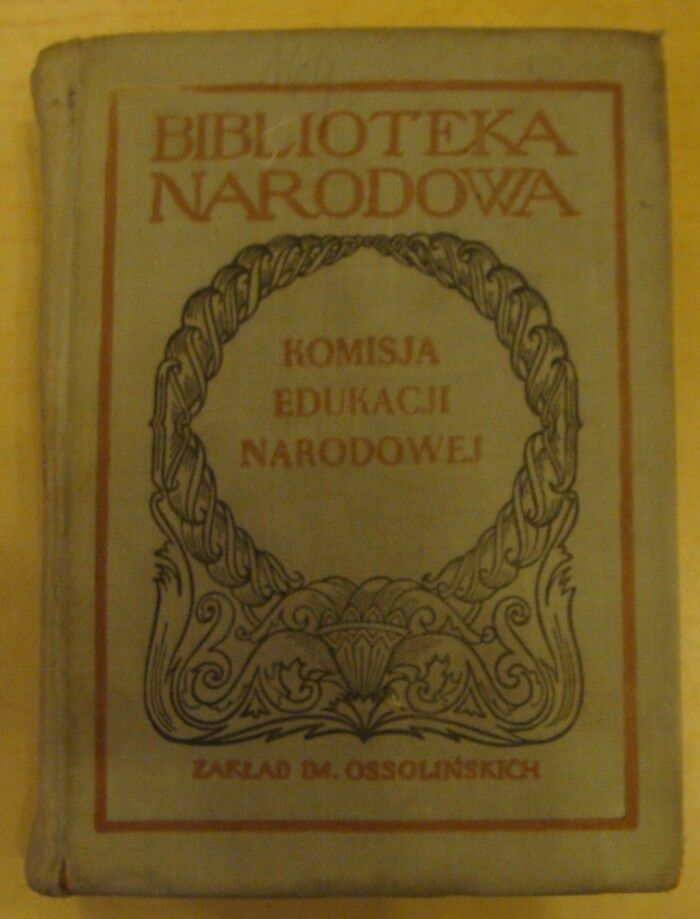 BIBLIOTEKA
NARODOWA
KOMISJA
EDUKACJI
NARODOWEJ
ZAKŁAD IM. OSSOLIŃSKICH